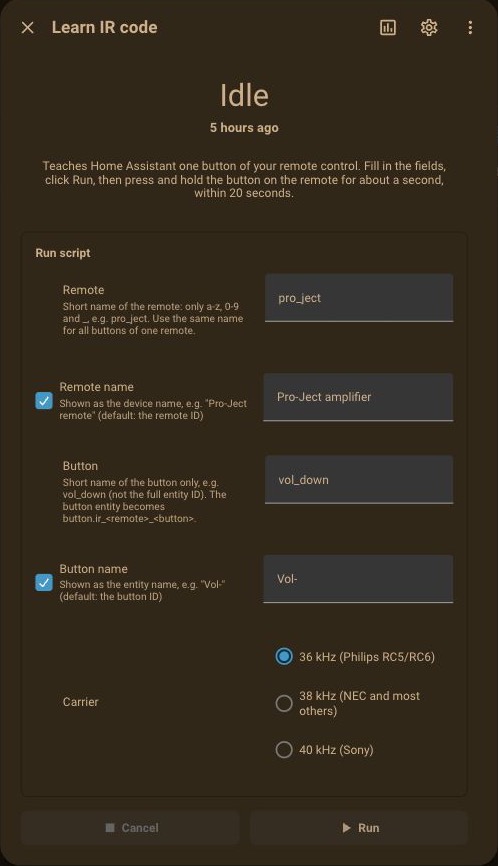 Learn IR code
Idle
5 hours ago
Teaches Home Assistant one button of your remote control. Fill in the fields,
click Run, then press and hold the button on the remote for about a second,
within 20 seconds.
Run script
Remote
Short name of the remote: only a-z, 0-9
and _, e.g. pro_ject. Use the same name
for all buttons of one remote.
pro_ject
Remote name
Shown as the device name, e.g. "Pro-Ject
remote" (default: the remote ID)
Pro-Ject amplifier
Button
Short name of the button only, e.g.
vol_down (not the full entity ID). The
button entity becomes
button.ir_<remote>_<button>.
vol_down
Button name
Shown as the entity name, e.g. "Vol-"
(default: the button ID)
Vol-
Carrier
36 kHz (Philips RC5/RC6)
38 kHz (NEC and most
others)
40 kHz (Sony)
Cancel
Run